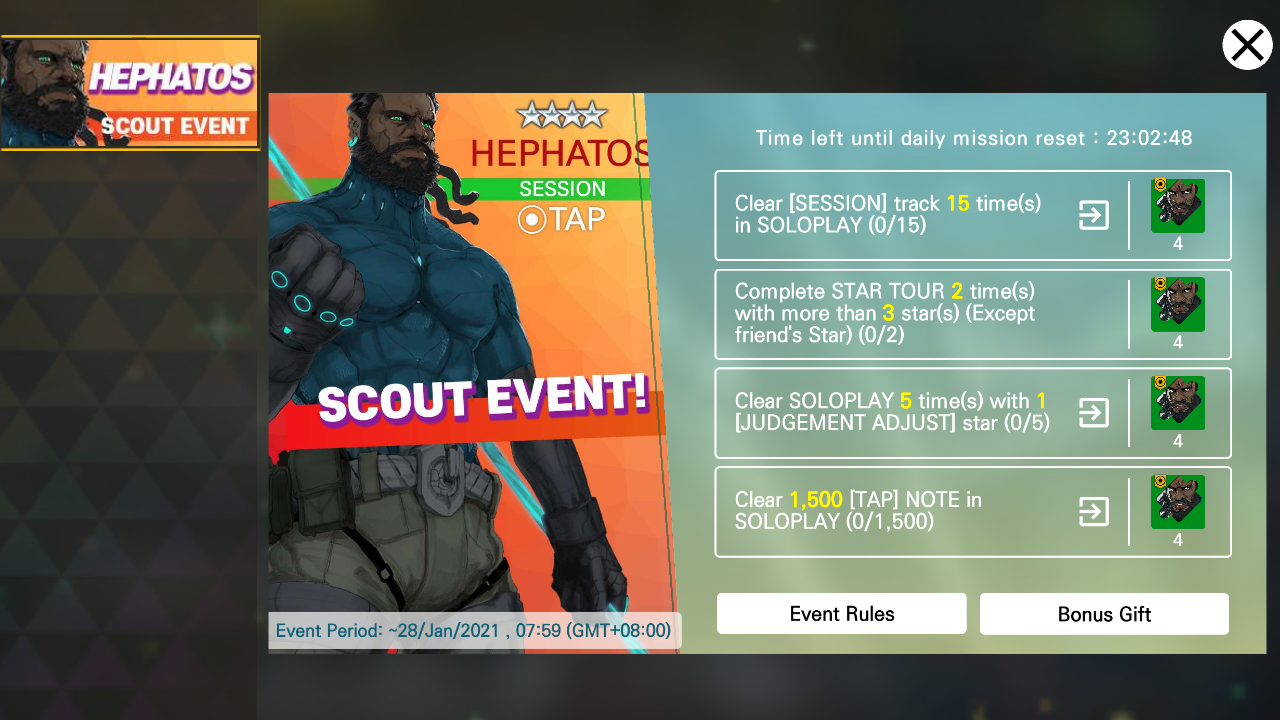 HEPHATOS
SCOUT EVENT
HEPHATOS
SESSION
TAP
SCOUT EVENT!
Event Period: ~28/Jan/2021 , 07:59 (GMT+08:00)
Time left until daily mission reset : 23:02:48
Clear [SESSION] track 15 time(s)
in SOLOPLAY (0/15)
4
Complete STAR TOUR 2 time(s)
with more than 3 star(s) (Except
friend's Star) (0/2)
4
Clear SOLOPLAY 5 time(s) with 1
[JUDGEMENT ADJUST] star (0/5)
4
Clear 1,500 [TAP] NOTE in
SOLOPLAY (0/1,500)
4
Event Rules
Bonus Gift